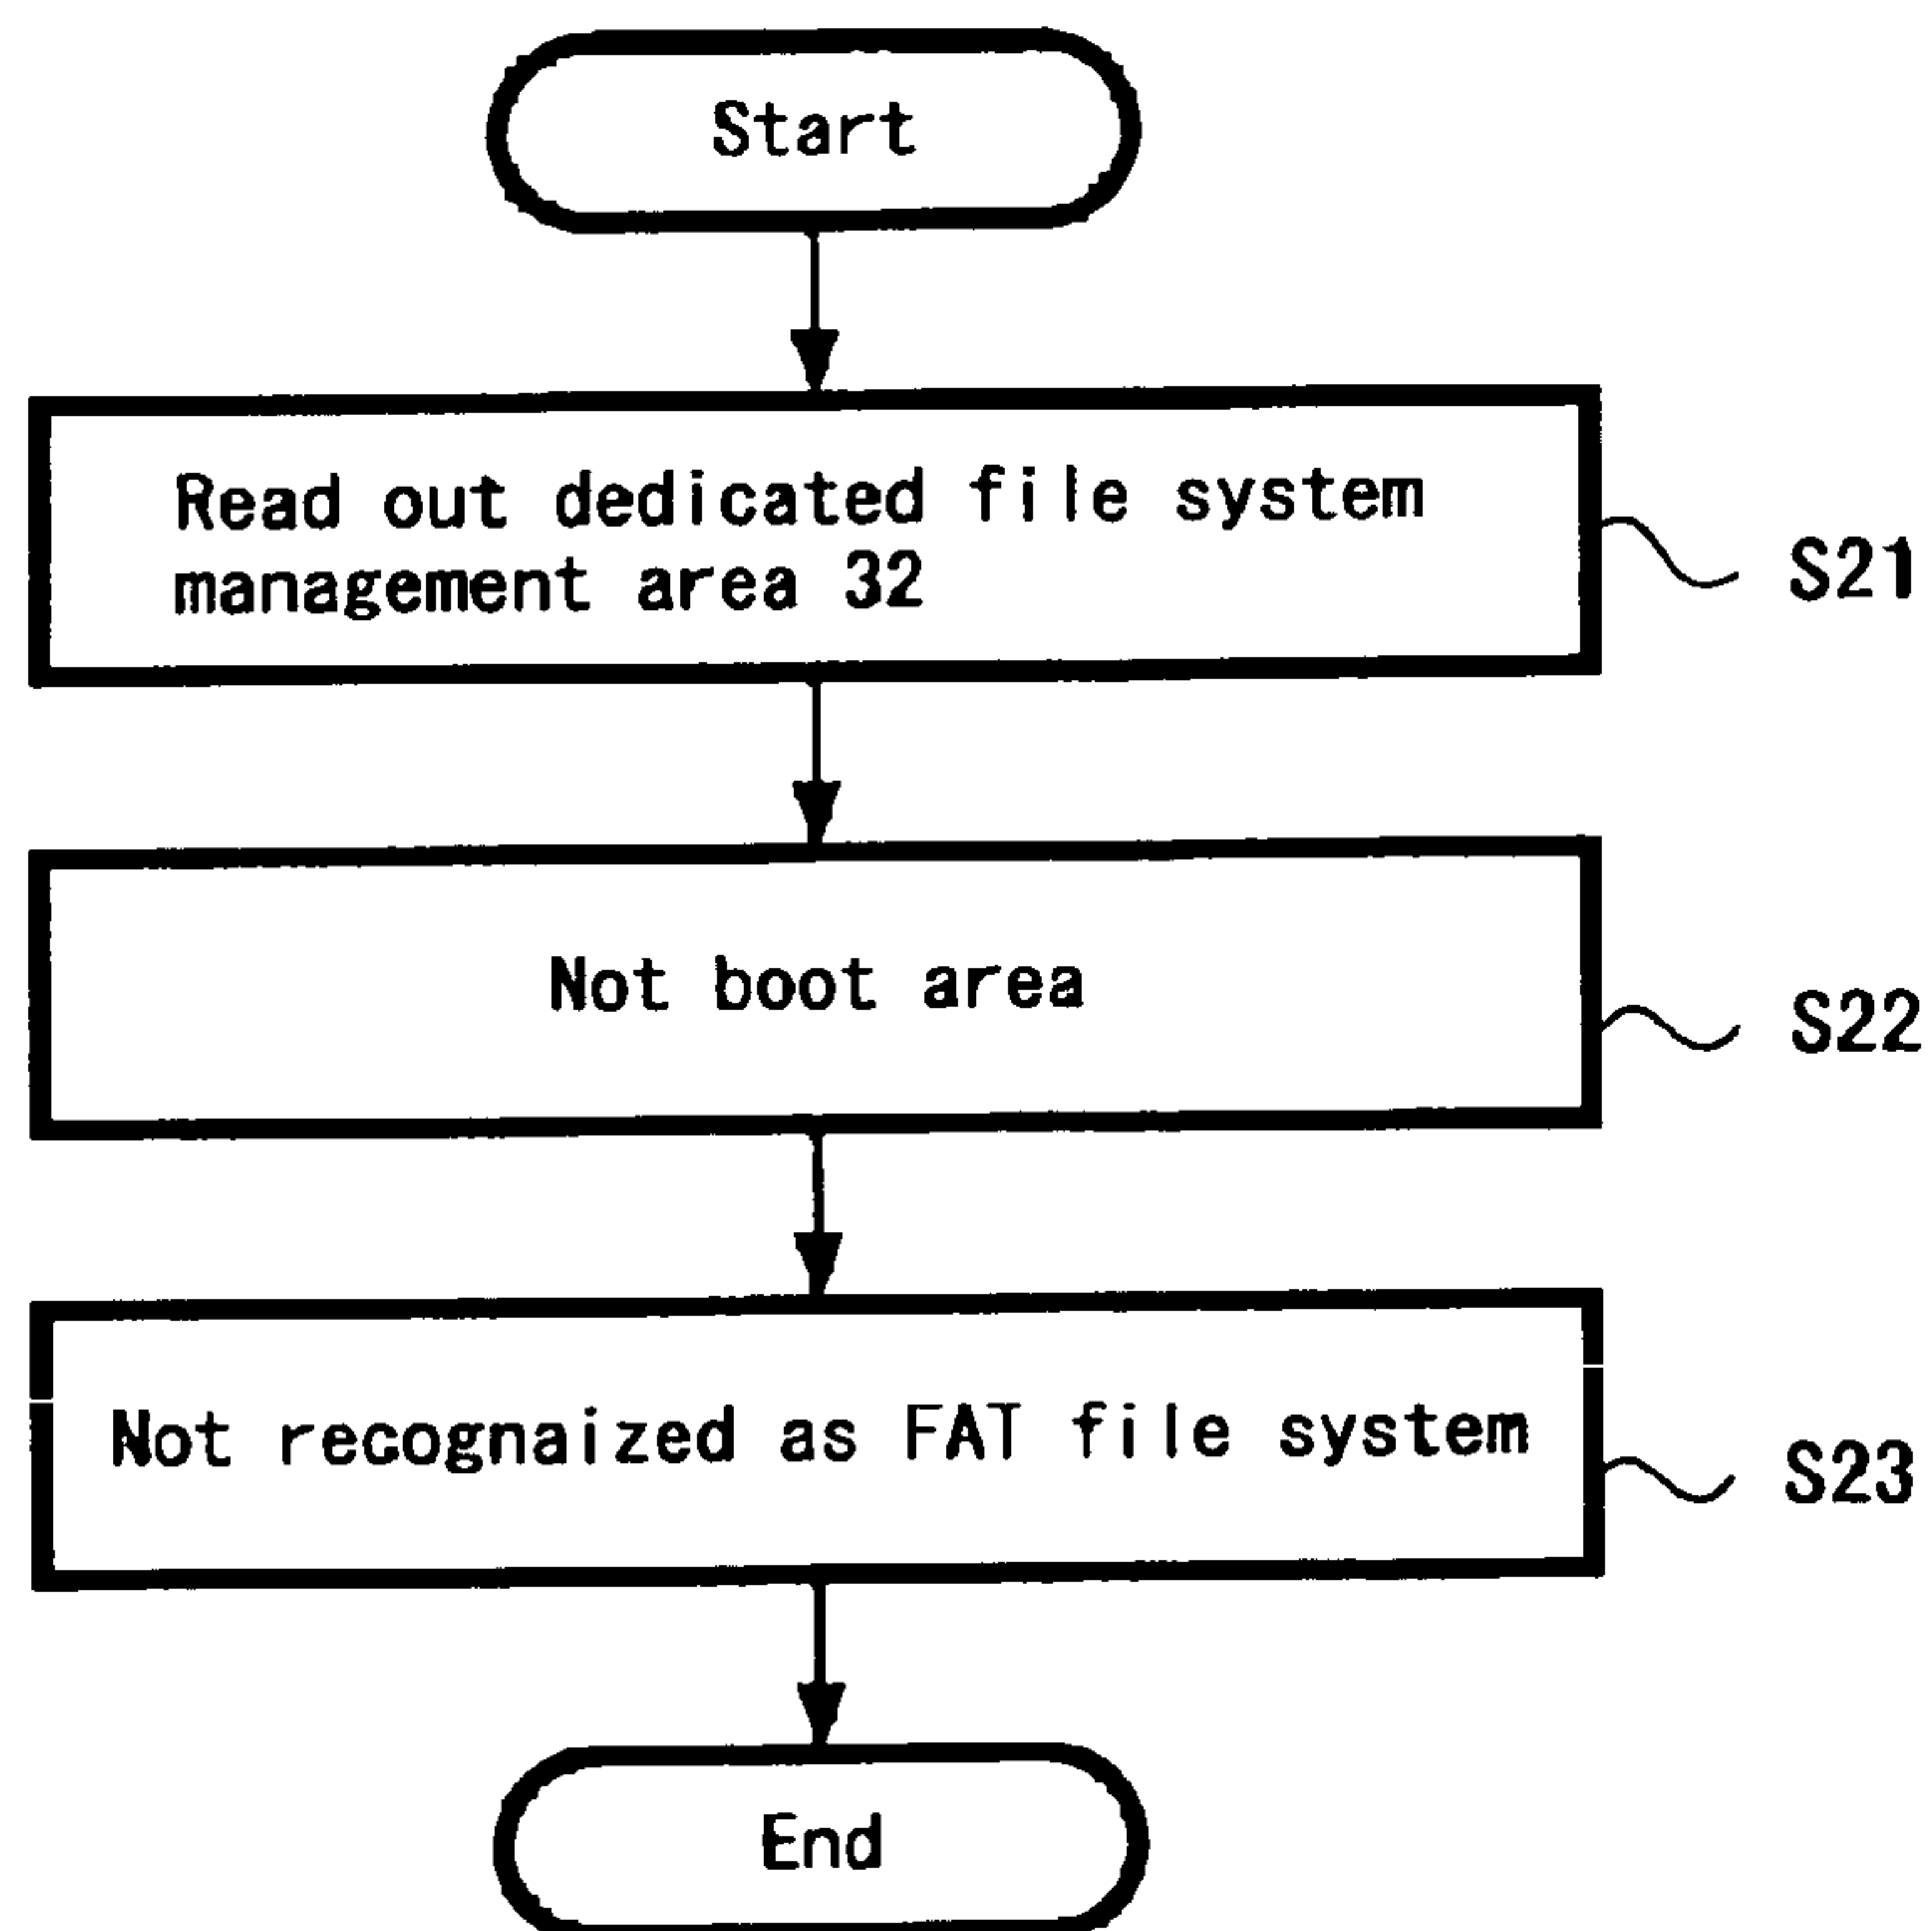 Start
Read out dedicated file system
management area 32
S21
Not boot area
S22
Not recognaized as FAT file system
S23
End